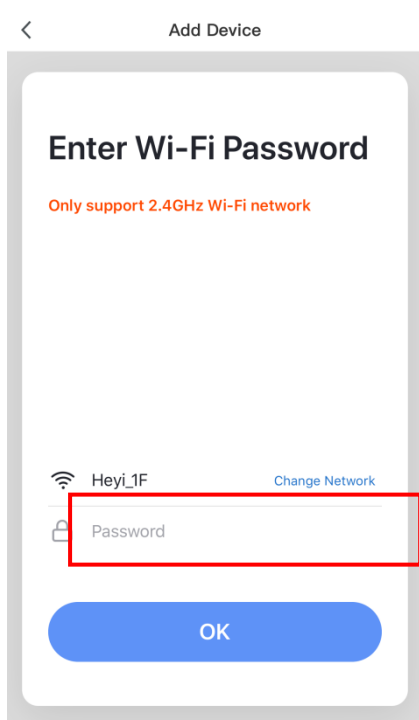 Add Device
Enter Wi-Fi Password
Only support 2.4GHz Wi-Fi network
Heyi_1F Change Network
Password
OK